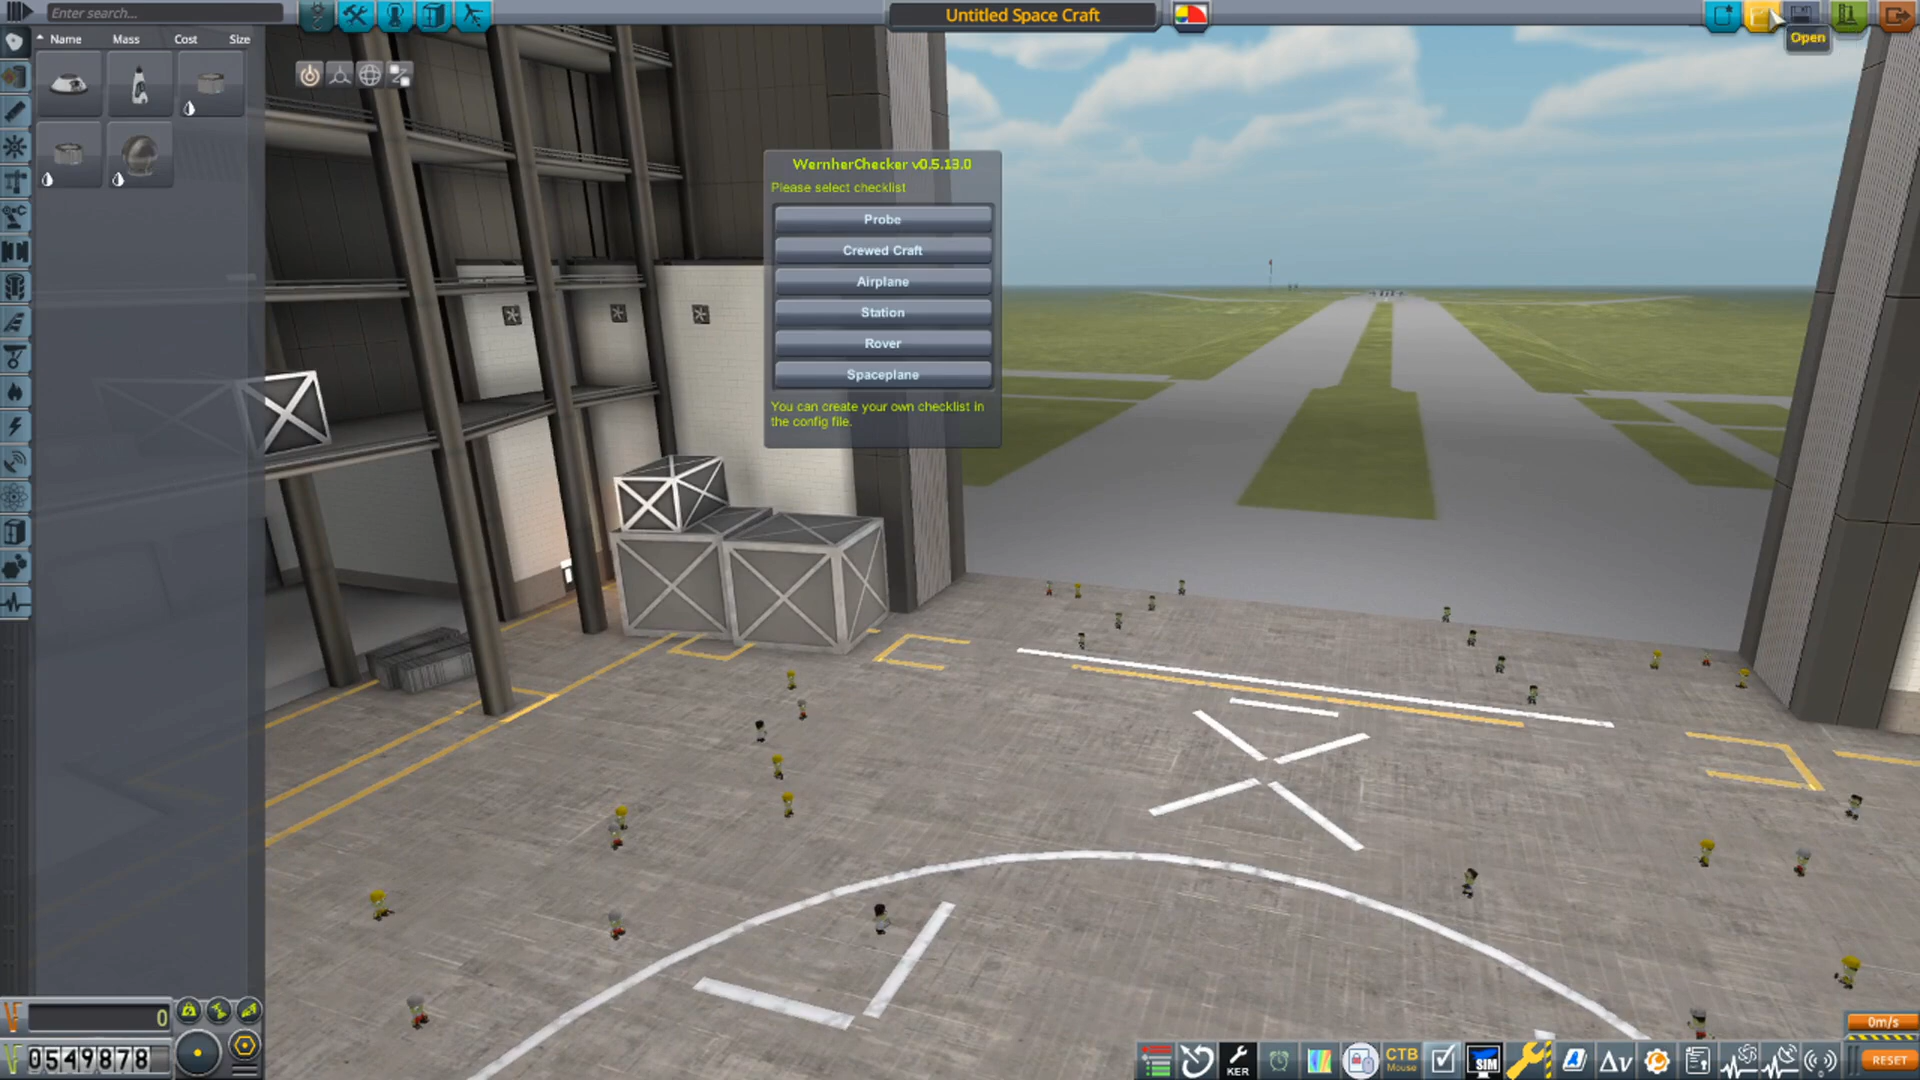 Enter search...
Untitled Space Craft
Open
Name Mass Cost Size
WernherChecker v0.5.13.0
Please select checklist
Probe
Crewed Craft
Airplane
Station
Rover
Spaceplane
You can create your own checklist in
the config file.
0
0549878
0m/s
KER
CTB
Mouse
SIM
A
Δv
RESET